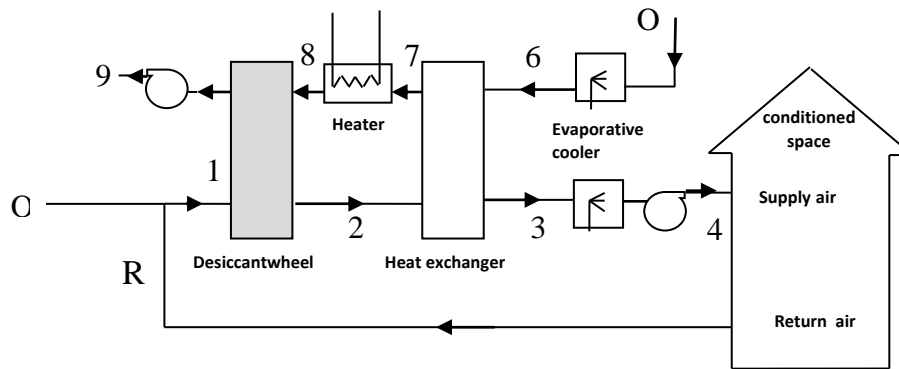 O
8
7
6
9
Heater
Evaporative
cooler
conditioned
space
1
O
2
3
4
Supply air
Desiccantwheel
Heat exchanger
R
Return air